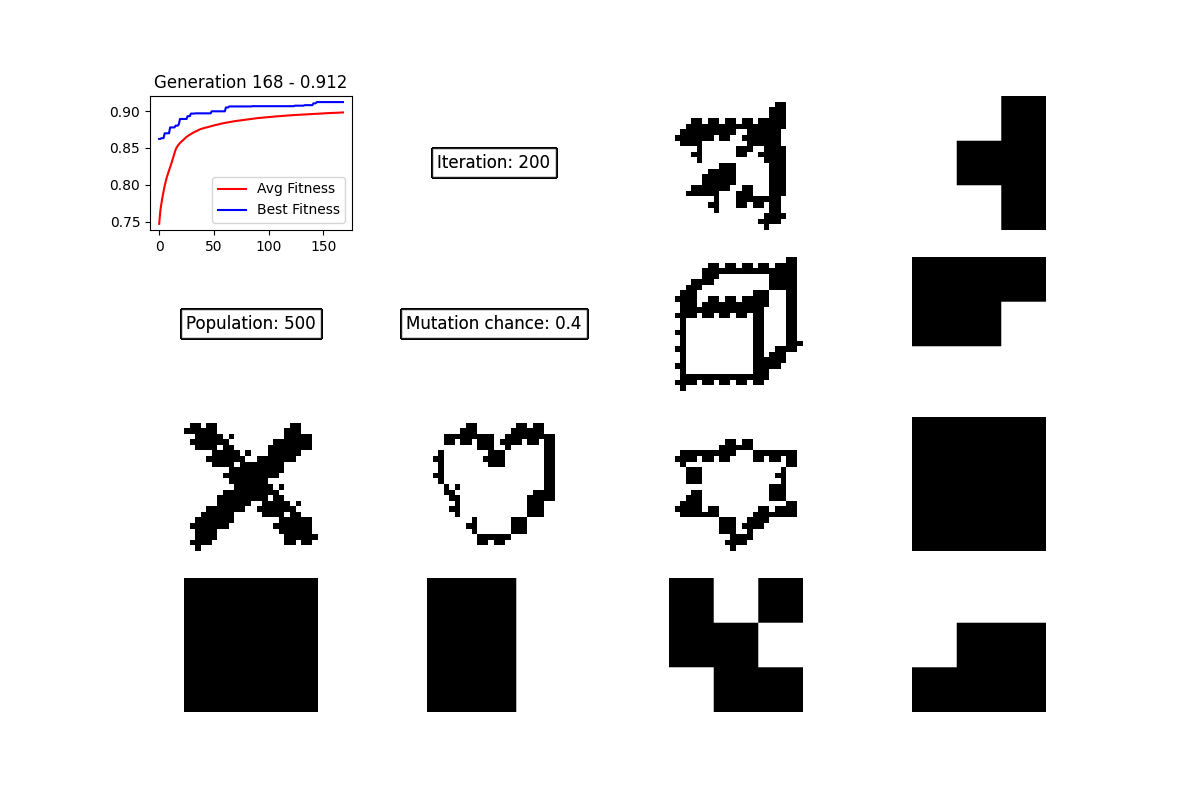 Generation 168 - 0.912
0.90
0.85
0.80
0.75
Avg Fitness
Best Fitness
0 50 100 150
Iteration: 200
Population: 500
Mutation chance: 0.4